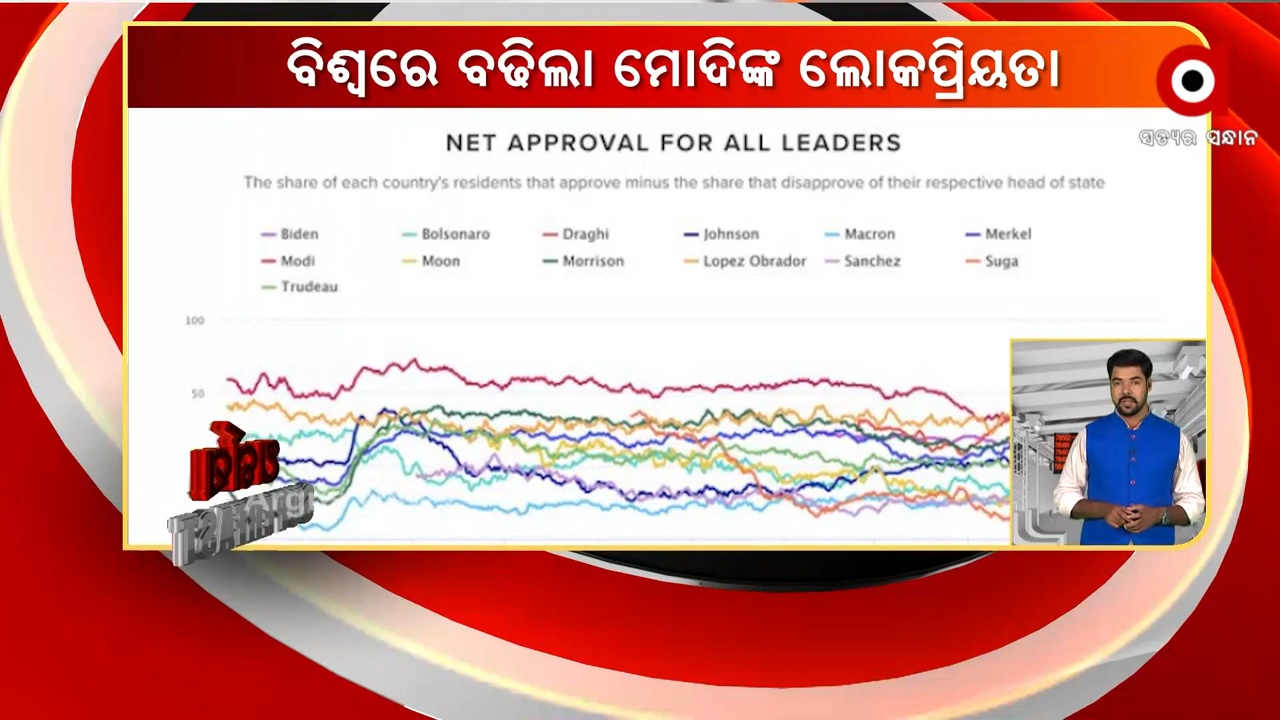 ବିଶ୍ୱରେ ବଢିଲା ମୋଦିଙ୍କ ଲୋକପ୍ରିୟତା
ସତ୍ୟର ସନ୍ଧାନ
NET APPROVAL FOR ALL LEADERS
The share of each country's residents that approve minus the share that disapprove of their respective head of state
Biden Bolsonaro Draghi Johnson Macron Merkel
Modi Moon Morrison Lopez Obrador Sanchez Suga
Trudeau
100
50